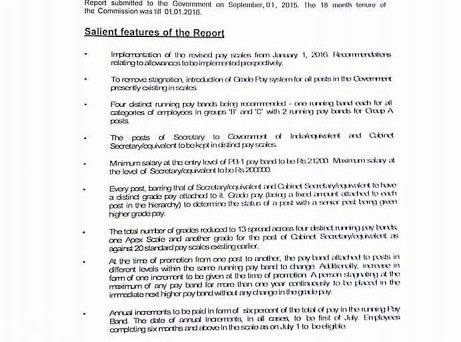 Report submitted to the Government on September, 01, 2015. The 18 month tenure of
the Commission was till 01.01.2016.
Salient features of the Report
• Implementation of the revised pay scales from January 1, 2016. Recommendations
relating to allowances to be implemented prospectively.
• To remove stagnation, introduction of Grade Pay system for all posts in the Government
presently existing in scales.
• Four distinct running pay bands being recommended - one running band each for all
categories of employees in groups 'B' and 'C' with 2 running pay bands for Group A
posts.
• The posts of Secretary to Government of India/equivalent and Cabinet
Secretary/equivalent to be kept in distinct pay scales.
• Minimum salary at the entry level of PB-1 pay band to be Rs.21200. Maximum salary at
the level of Secretary/equivalent to be Rs.200000.
• Every post, barring that of Secretary/equivalent and Cabinet Secretary/equivalent to have
a distinct grade pay attached to it. Grade pay (being a fixed amount attached to each
post in the hierarchy) to determine the status of a post with a senior post being given
higher grade pay.
• The total number of grades reduced to 13 spread across four distinct running pay bands;
one Apex Scale and another grade for the post of Cabinet Secretary/equivalent as
against 20 standard pay scales existing earlier.
• At the time of promotion from one post to another, the pay band attached to posts in
different levels within the same running pay band to change. Additionally, increase in
form of one increment to be given at the time of promotion. A person stagnating at the
maximum of any pay band for more than one year continuously to be placed in the
immediate next higher pay band without any change in the grade pay.
• Annual increments to be paid in form of six percent of the total of pay in the running Pay
Band. The date of annual increments, in all cases, to be first of July. Employees
completing six months and above in the scale as on July 1 to be eligible.